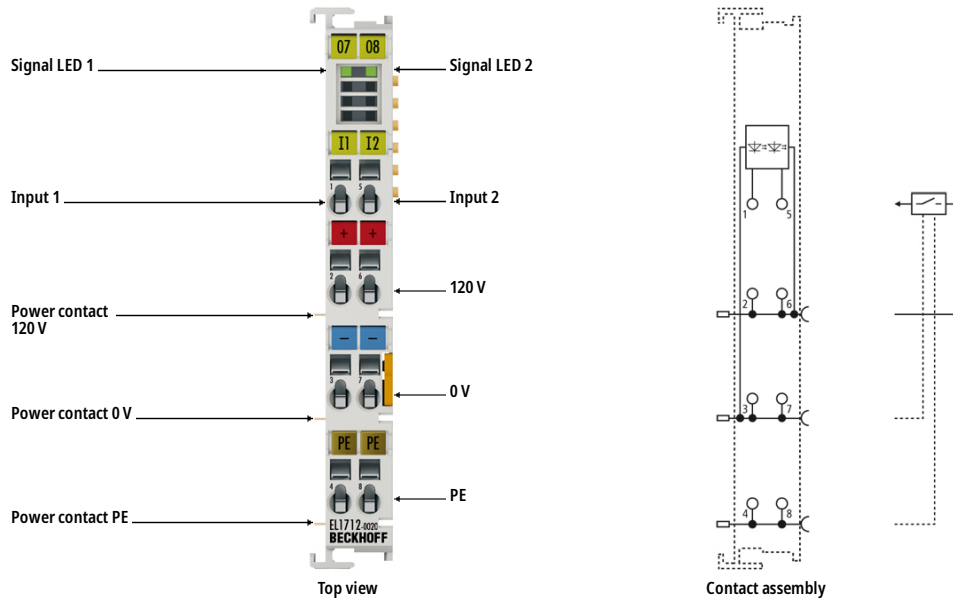 07 08
Signal LED 1
Signal LED 2
I1 I2
1 5
Input 1
Input 2
+ +
2 6
120 V
Power contact
120 V
− −
3 7
0 V
Power contact 0 V
PE PE
4 8
PE
Power contact PE
EL1712-0020
BECKHOFF
Top view
1 5
2 6
3 7
4 8
Contact assembly